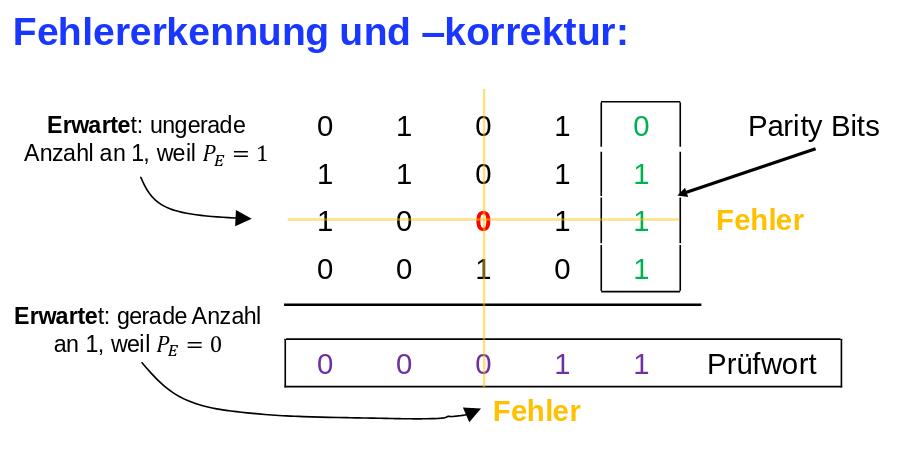 Fehlererkennung und –korrektur:
Erwartet: ungerade
Anzahl an 1, weil P_E = 1
0 1 0 1 0
1 1 0 1 1
1 0 0 1 1
0 0 1 0 1
Parity Bits
Fehler
Erwartet: gerade Anzahl
an 1, weil P_E = 0
0 0 0 1 1 Prüfwort
Fehler